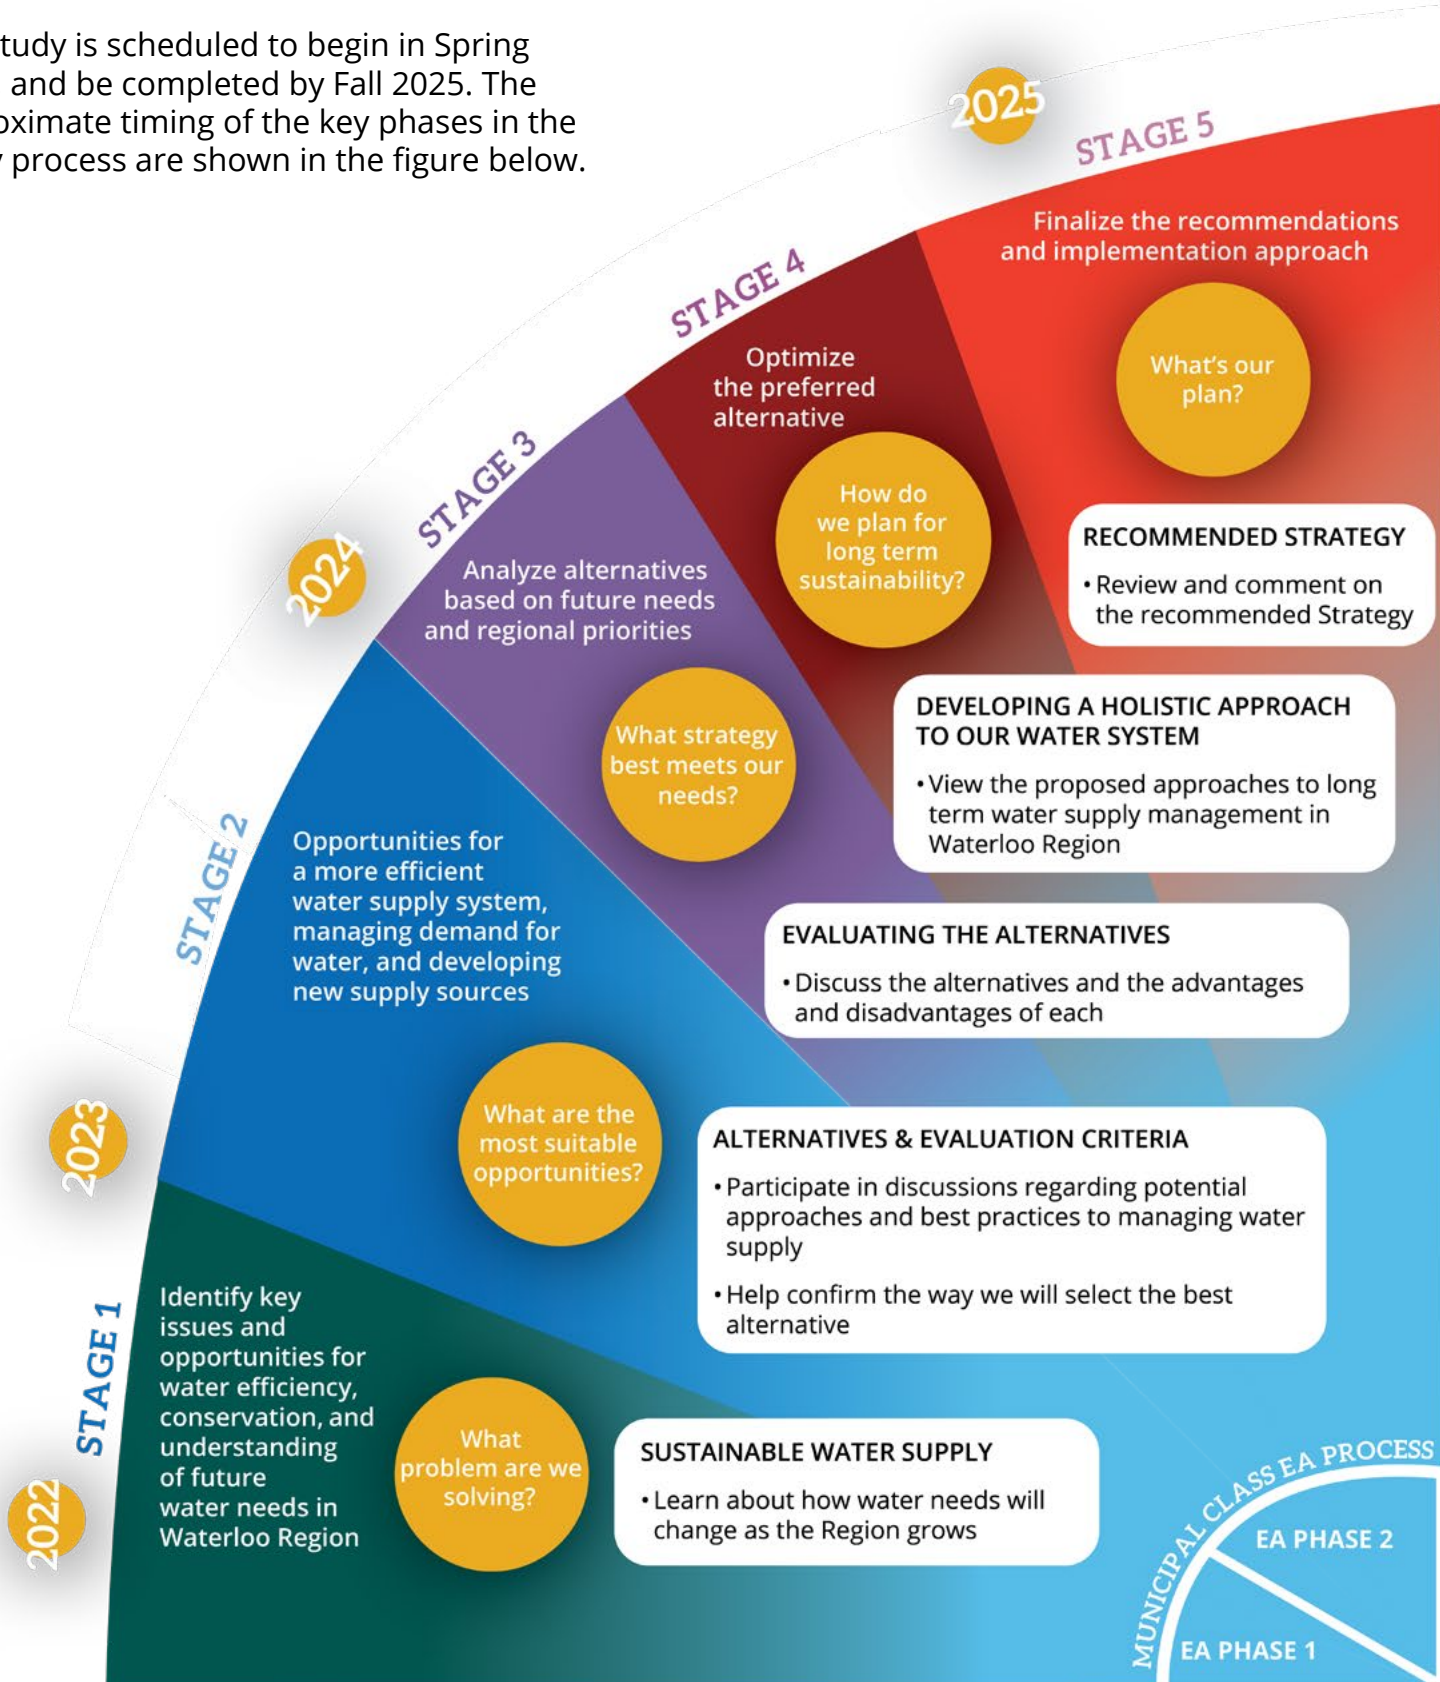 tudy is scheduled to begin in Spring
and be completed by Fall 2025. The
oximate timing of the key phases in the
process are shown in the figure below.
2025
STAGE 5
Finalize the recommendations
and implementation approach
What's our
plan?
RECOMMENDED STRATEGY
• Review and comment on
the recommended Strategy
STAGE 4
Optimize
the preferred
alternative
How do
we plan for
long term
sustainability?
DEVELOPING A HOLISTIC APPROACH
TO OUR WATER SYSTEM
• View the proposed approaches to long
term water supply management in
Waterloo Region
STAGE 3
2024
Analyze alternatives
based on future needs
and regional priorities
What strategy
best meets our
needs?
EVALUATING THE ALTERNATIVES
• Discuss the alternatives and the advantages
and disadvantages of each
STAGE 2
2023
Opportunities for
a more efficient
water supply system,
managing demand for
water, and developing
new supply sources
What are the
most suitable
opportunities?
ALTERNATIVES & EVALUATION CRITERIA
• Participate in discussions regarding potential
approaches and best practices to managing water
supply
• Help confirm the way we will select the best
alternative
STAGE 1
2022
Identify key
issues and
opportunities for
water efficiency,
conservation, and
understanding
of future
water needs in
Waterloo Region
What
problem are we
solving?
SUSTAINABLE WATER SUPPLY
• Learn about how water needs will
change as the Region grows
MUNICIPAL CLASS EA PROCESS
EA PHASE 2
EA PHASE 1